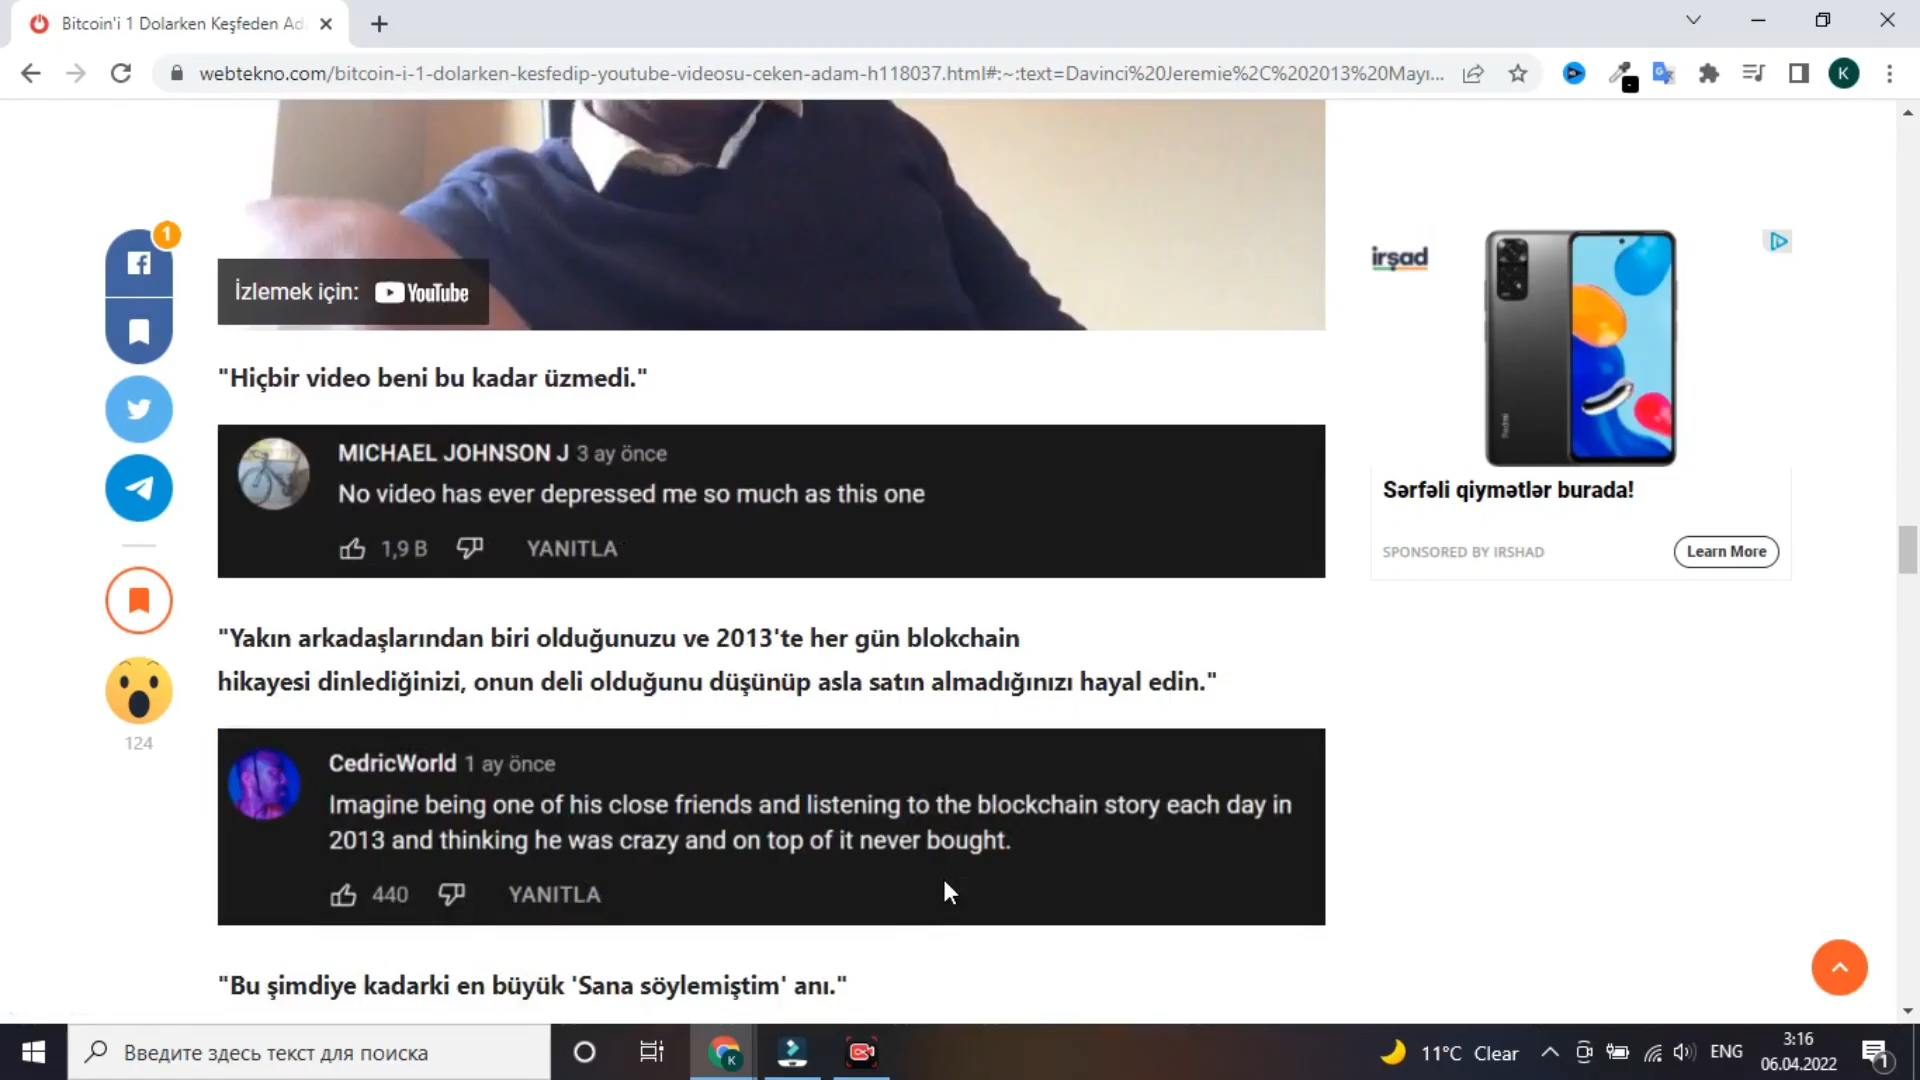 Bitcoin'i 1 Dolarken Keşfeden Ad
webtekno.com/bitcoin-i-1-dolarken-kesfedip-youtube-videosu-ceken-adam-h118037.html#:~:text=Davinci%20Jeremie%2C%202013%20Mayı...
K
1
İzlemek için: YouTube
"Hiçbir video beni bu kadar üzmedi."
MICHAEL JOHNSON J 3 ay önce
No video has ever depressed me so much as this one
1,9 B YANITLA
"Yakın arkadaşlarından biri olduğunuzu ve 2013'te her gün blokchain
hikayesi dinlediğinizi, onun deli olduğunu düşünüp asla satın almadığınızı hayal edin."
124
CedricWorld 1 ay önce
Imagine being one of his close friends and listening to the blockchain story each day in
2013 and thinking he was crazy and on top of it never bought.
440 YANITLA
"Bu şimdiye kadarki en büyük 'Sana söylemiştim' anı."
irşad
Redmi
Sərfəli qiymətlər burada!
SPONSORED BY IRSHAD
Learn More
Введите здесь текст для поиска
K
11°C Clear
ENG
3:16
06.04.2022
1